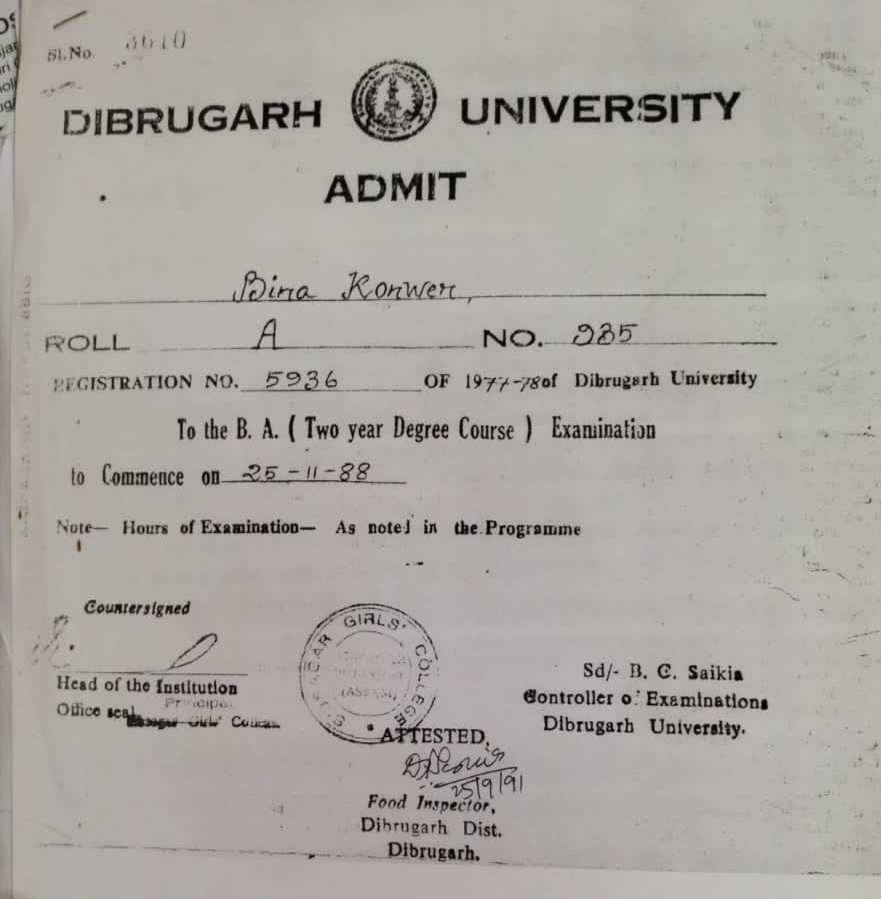 Sl. No. 3610
DIBRUGARH UNIVERSITY
ADMIT
Bina Konwer,
ROLL A NO. 235
REGISTRATION NO. 5936 OF 1977-78 of Dibrugarh University
To the B. A. ( Two year Degree Course ) Examination
to Commence on 25-11-88
Note— Hours of Examination— As noted in the Programme
Countersigned
Head of the Institution
Office seal
Principal
Girls'
GIRLS' COLLEGE
(ASSAM)
Sd/- B. C. Saikia
Controller of Examinations
Dibrugarh University.
ATTESTED,
25/9/91
Food Inspector,
Dibrugarh Dist.
Dibrugarh.